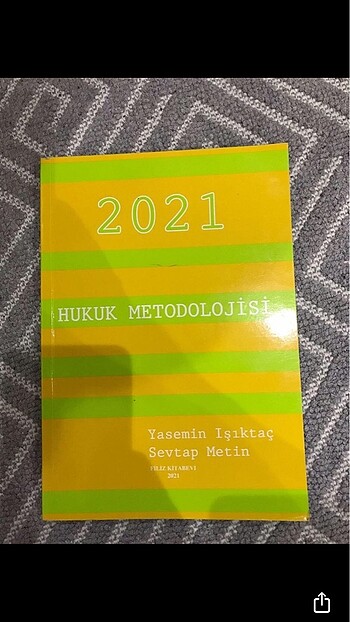 2021
HUKUK METODOLOJİSİ
Yasemin Işıktaç
Sevtap Metin
FİLİZ KİTABEVİ
2021